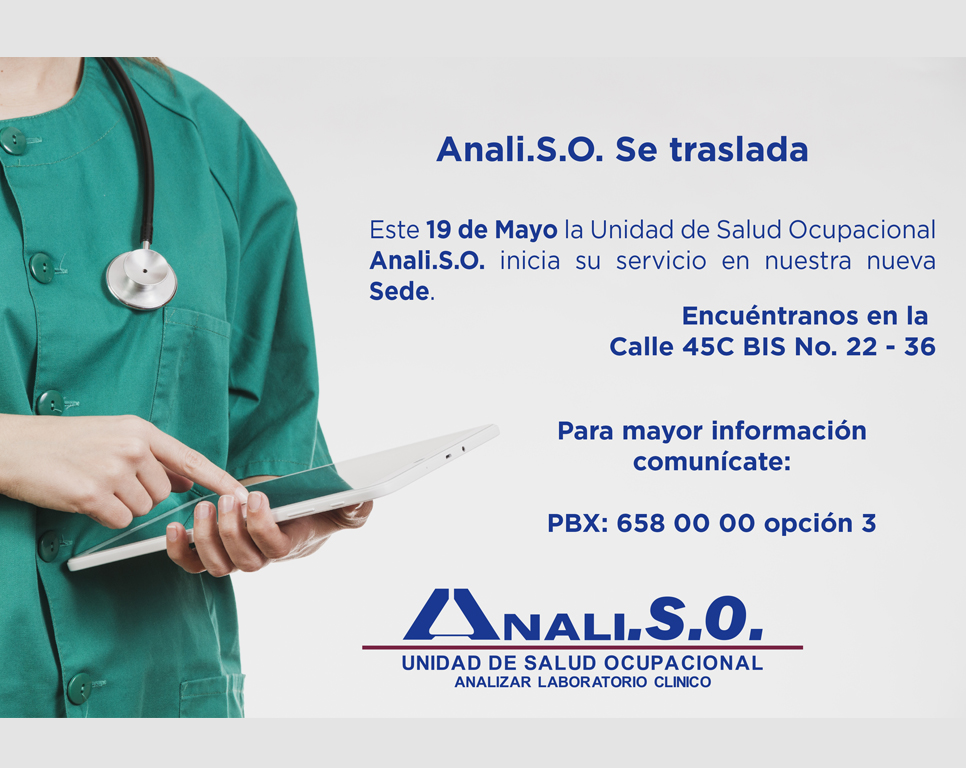 Anali.S.O. Se traslada
Este 19 de Mayo la Unidad de Salud Ocupacional
Anali.S.O. inicia su servicio en nuestra nueva
Sede.
Encuéntranos en la
Calle 45C BIS No. 22 - 36
Para mayor información
comunícate:
PBX: 658 00 00 opción 3
ANALI.S.O.
UNIDAD DE SALUD OCUPACIONAL
ANALIZAR LABORATORIO CLINICO